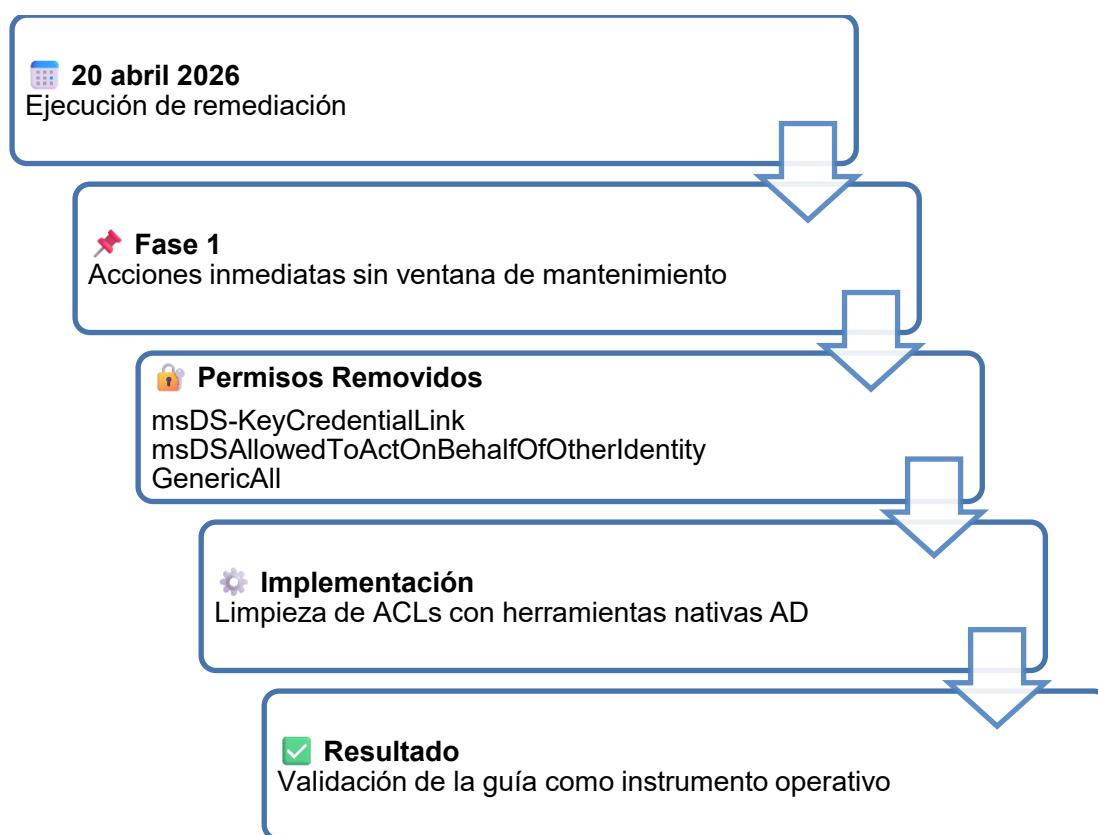 20 abril 2026
Ejecución de remediación
Fase 1
Acciones inmediatas sin ventana de mantenimiento
Permisos Removidos
msDS-KeyCredentialLink
msDSAllowedToActOnBehalfOfOtherIdentity
GenericAll
Implementación
Limpieza de ACLs con herramientas nativas AD
Resultado
Validación de la guía como instrumento operativo